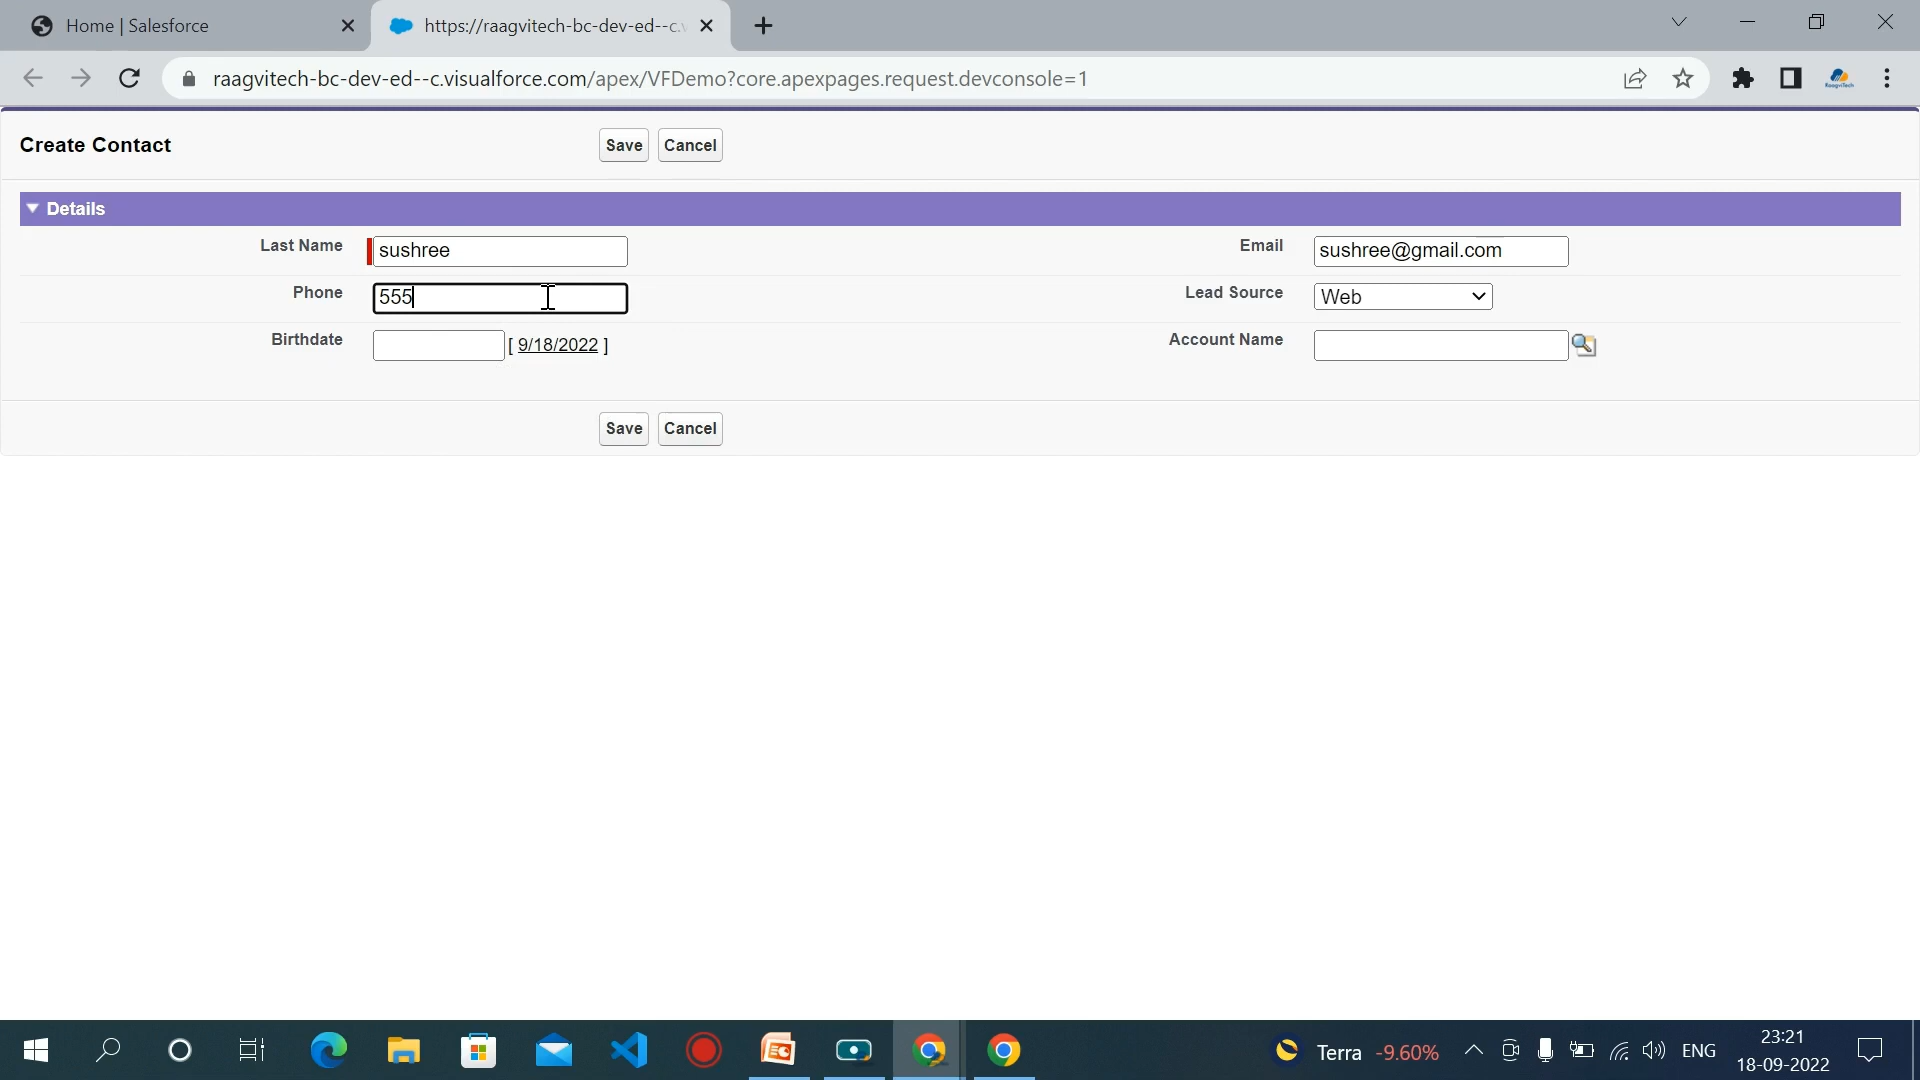 Home | Salesforce
https://raagvitech-bc-dev-ed--c.v
raagvitech-bc-dev-ed--c.visualforce.com/apex/VFDemo?core.apexpages.request.devconsole=1
Create Contact
Save
Cancel
Details
Last Name
sushree
Email
sushree@gmail.com
Phone
555
Lead Source
Web
Birthdate
[ 9/18/2022 ]
Account Name
Save
Cancel
Terra -9.60%
ENG
23:21
18-09-2022